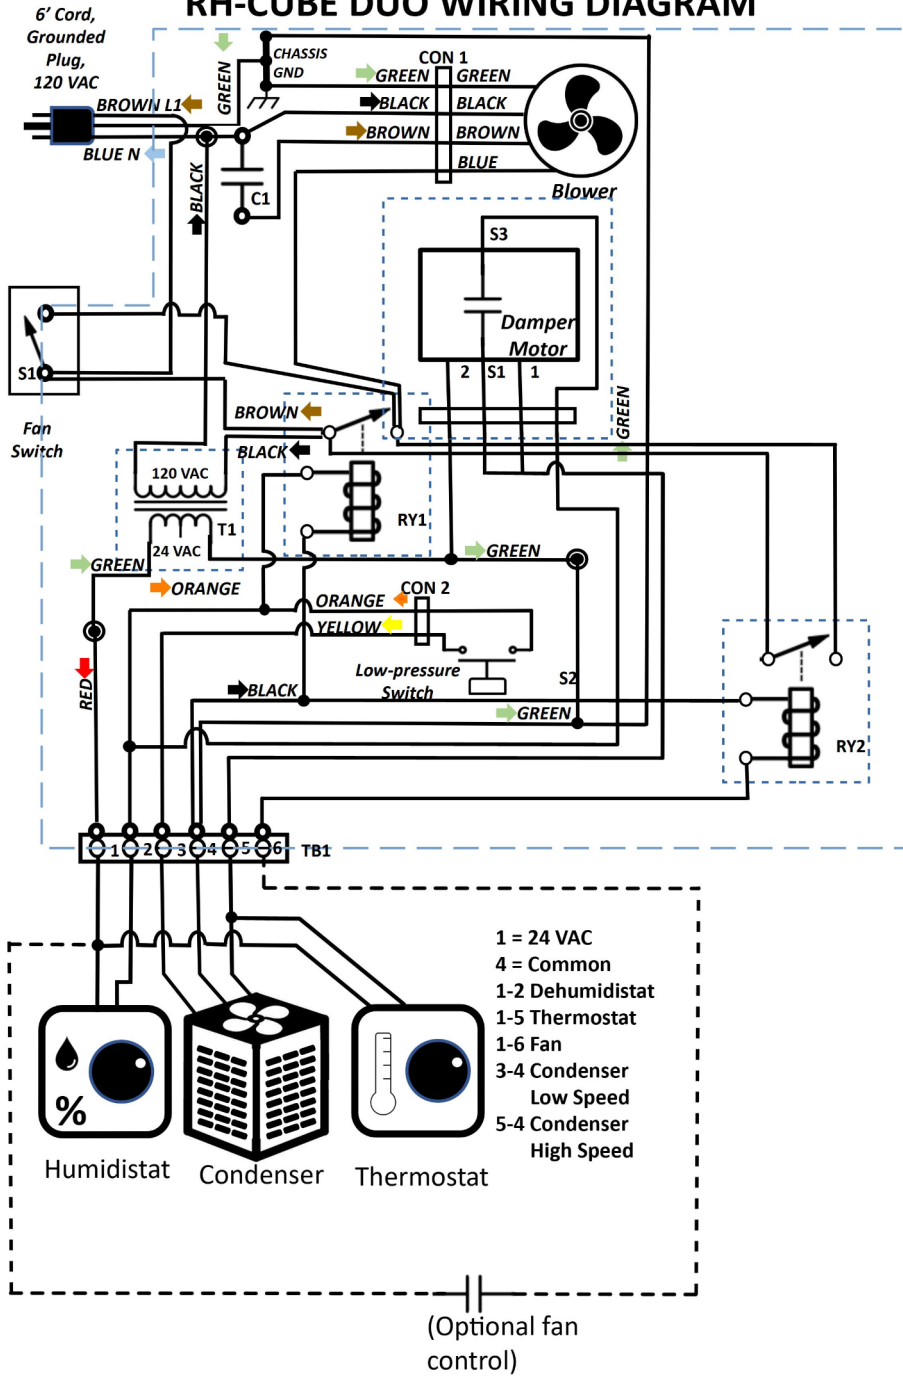 RH-CUBE DUO WIRING DIAGRAM
6' Cord,
Grounded
Plug,
120 VAC
BROWN L1
BLUE N
GREEN
CHASSIS
GND
CON 1
GREEN GREEN
BLACK BLACK
BROWN BROWN
BLUE
Blower
BLACK
C1
S3
Damper
Motor
2 S1 1
S1
Fan
Switch
BROWN
BLACK
GREEN
120 VAC
T1
24 VAC
RY1
GREEN
GREEN
ORANGE
CON 2
ORANGE
YELLOW
Low-pressure
Switch
S2
RED
BLACK
GREEN
RY2
1 2 3 4 5 6 TB1
1 = 24 VAC
4 = Common
1-2 Dehumidistat
1-5 Thermostat
1-6 Fan
3-4 Condenser
Low Speed
5-4 Condenser
High Speed
%
Humidistat
Condenser
Thermostat
(Optional fan
control)